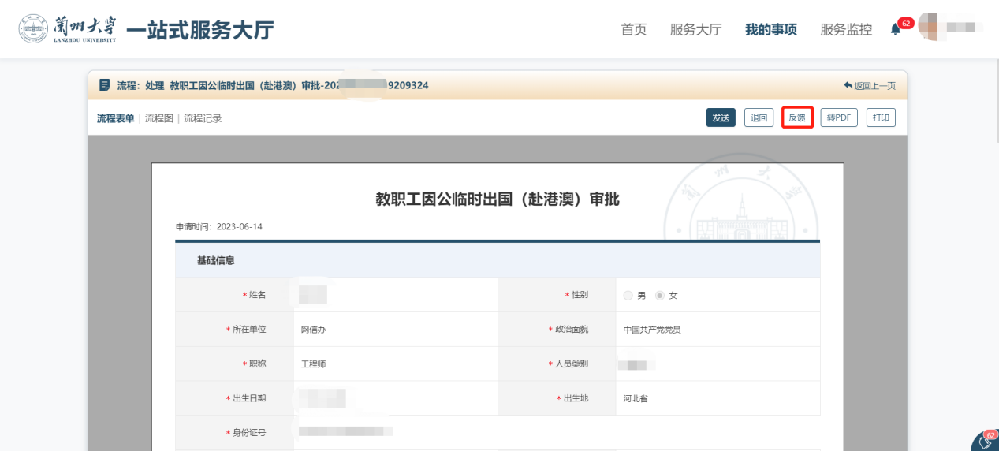 兰州大学
LANZHOU UNIVERSITY
一站式服务大厅
首页 服务大厅 我的事项 服务监控 62
流程：处理 教职工因公临时出国（赴港澳）审批-202 9209324 返回上一页
流程表单 | 流程图 | 流程记录 发送 退回 反馈 转PDF 打印
教职工因公临时出国（赴港澳）审批
申请时间：2023-06-14
基础信息
*姓名 *性别 男 女
*所在单位 网信办 *政治面貌 中国共产党党员
*职称 工程师 *人员类别
*出生日期 *出生地 河北省
*身份证号
62